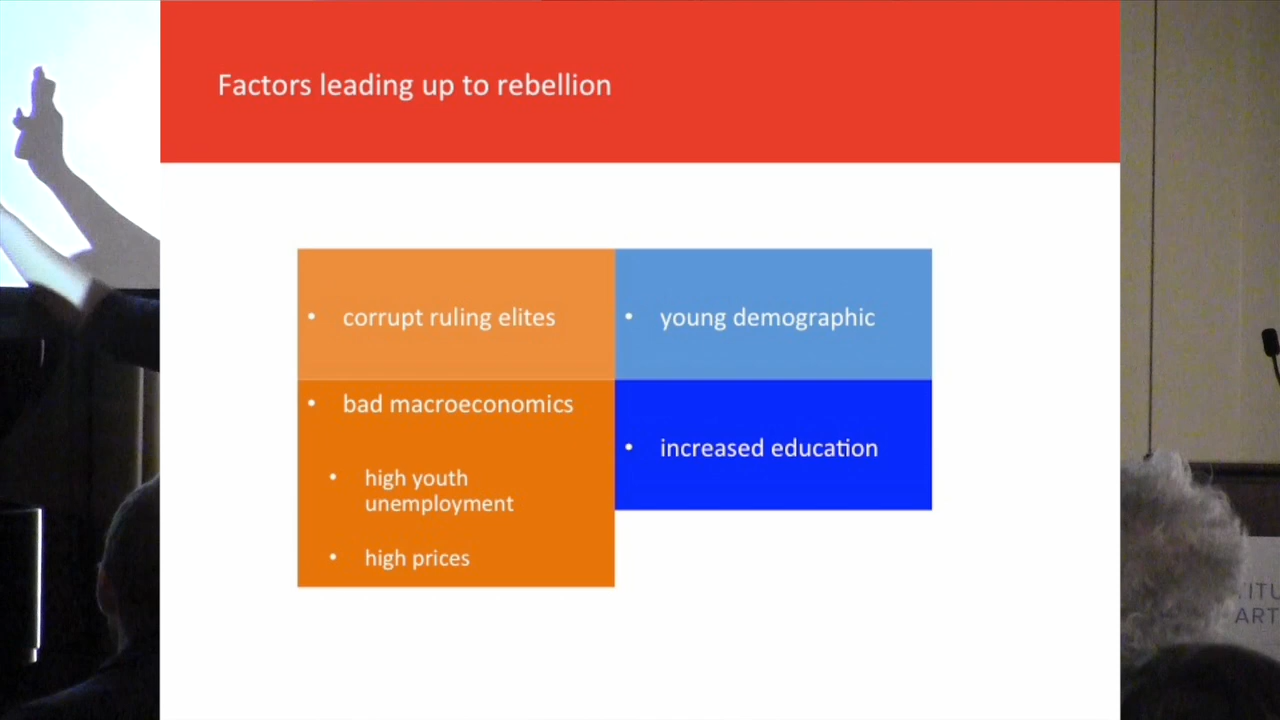 Factors leading up to rebellion
• corrupt ruling elites
• young demographic
• bad macroeconomics
• high youth
unemployment
• high prices
• increased education